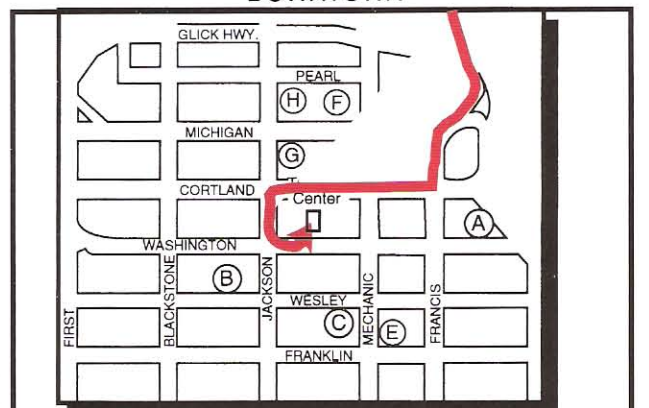 GLICK HWY.
PEARL
H F
MICHIGAN
G
CORTLAND
Center
A
WASHINGTON
B
WESLEY
C
E
FRANKLIN
FIRST
BLACKSTONE
JACKSON
MECHANIC
FRANCIS